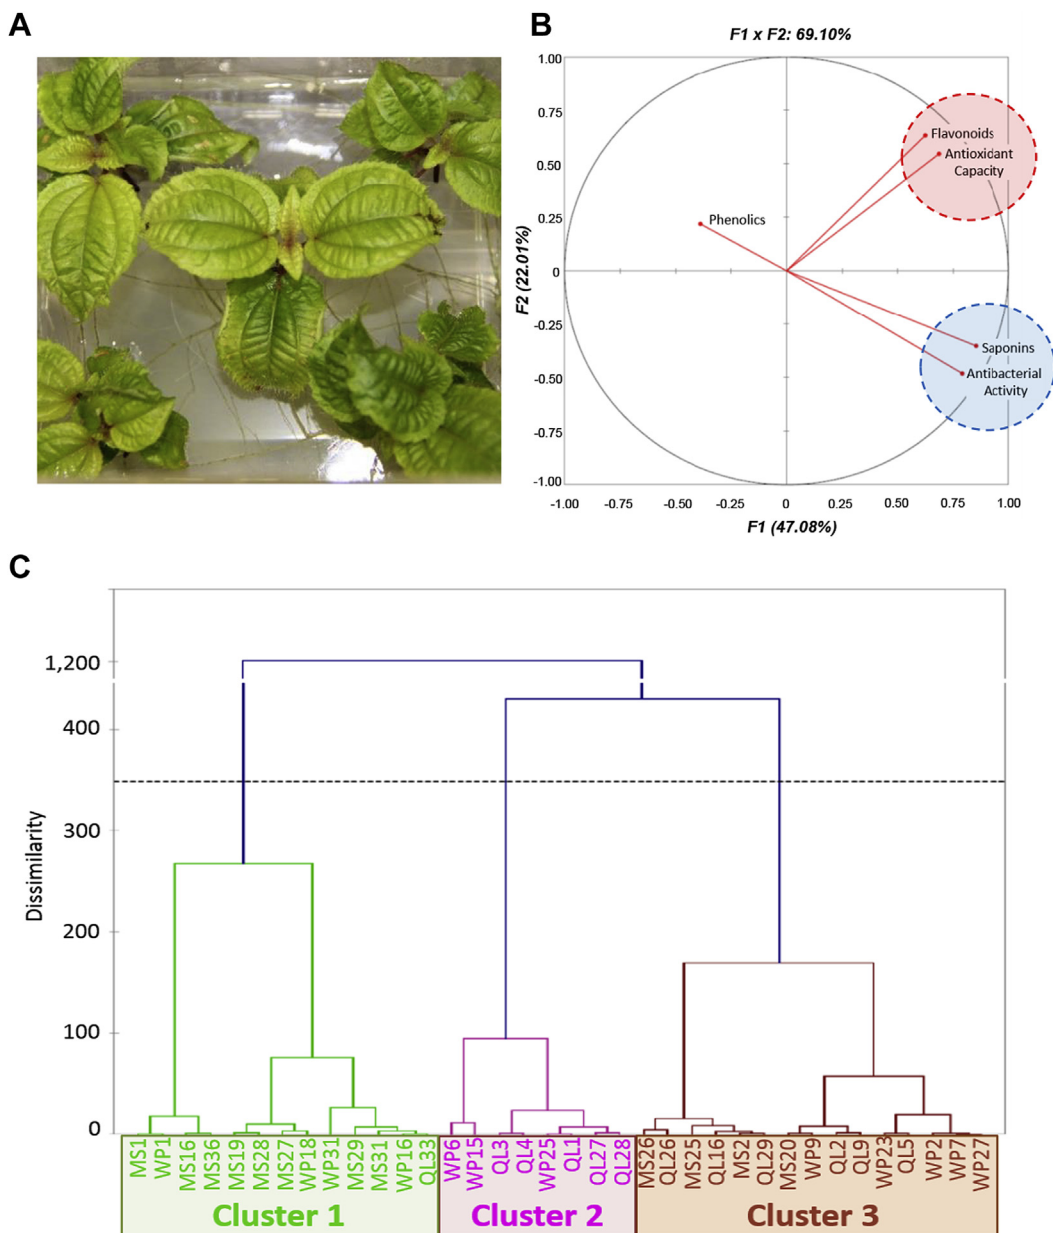 A
B
F1 x F2: 69.10%
1.00
0.75
0.50
0.25
0
-0.25
-0.50
-0.75
-1.00
F2 (22.01%)
Flavonoids
Antioxidant
Capacity
Phenolics
Saponins
Antibacterial
Activity
-1.00 -0.75 -0.50 -0.25 0 0.25 0.50 0.75 1.00
F1 (47.08%)
C
1,200
400
300
200
100
0
Dissimilarity
MS1 WP1 MS16 MS36 MS19 MS28 MS27 WP18 WP31 MS29 MS31 WP16 QL33 WP6 WP15 QL3 QL4 WP25 QL1 QL27 QL28 MS26 QL26 MS25 QL16 MS2 QL29 MS20 WP9 QL2 QL9 WP23 QL5 WP2 WP7 WP27
Cluster 1 Cluster 2 Cluster 3